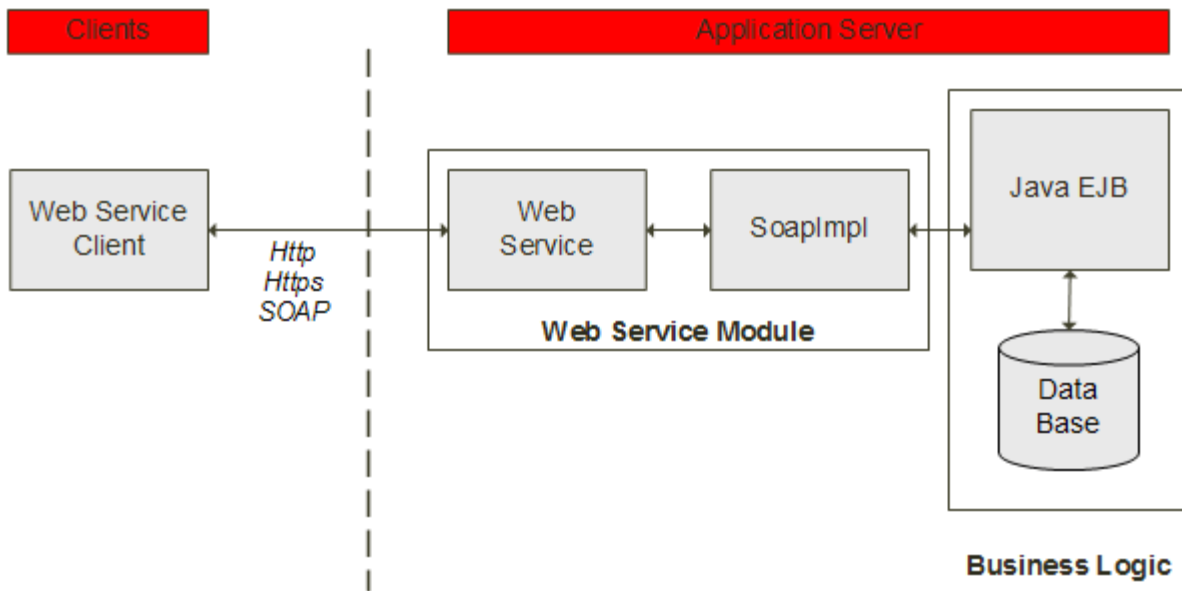 Clients
Application Server
Web Service
Client
Http
Https
SOAP
Web
Service
SoapImpl
Web Service Module
Java EJB
Data
Base
Business Logic